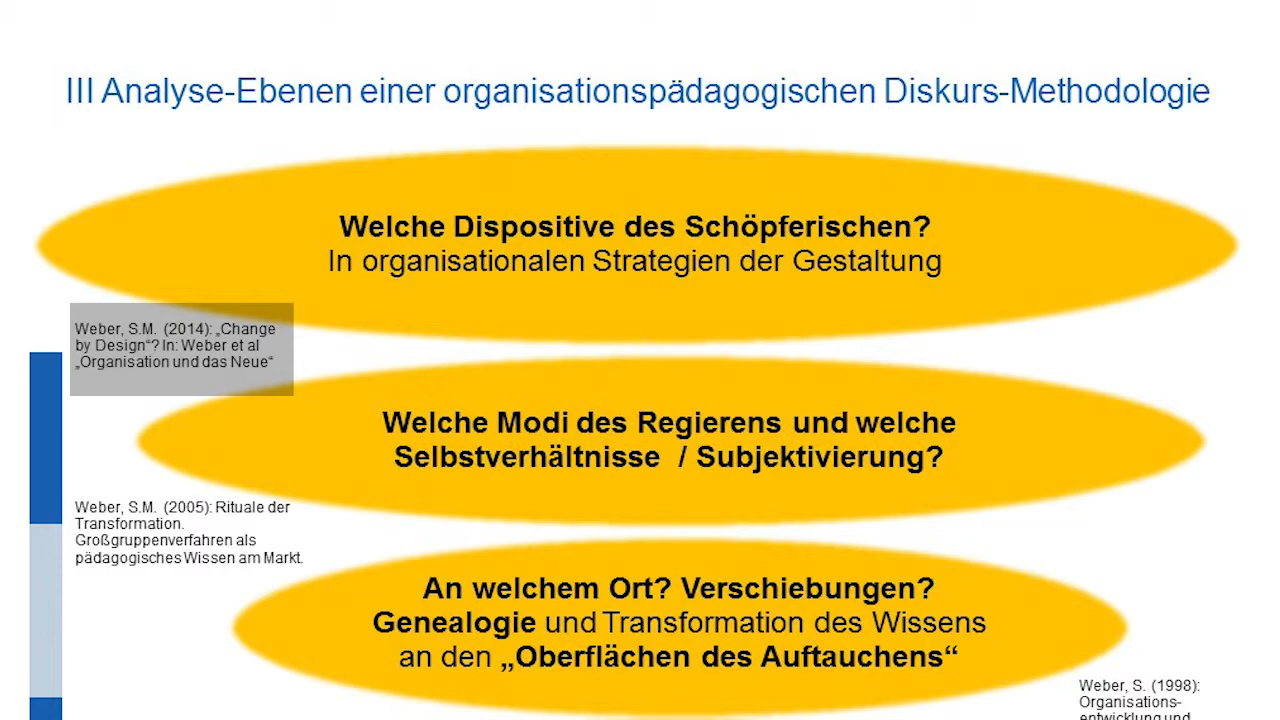 III Analyse-Ebenen einer organisationspädagogischen Diskurs-Methodologie
Welche Dispositive des Schöpferischen?
In organisationalen Strategien der Gestaltung
Weber, S.M. (2014): „Change
by Design“? In: Weber et al
„Organisation und das Neue“
Welche Modi des Regierens und welche
Selbstverhältnisse / Subjektivierung?
Weber, S.M. (2005): Rituale der
Transformation.
Großgruppenverfahren als
pädagogisches Wissen am Markt.
An welchem Ort? Verschiebungen?
Genealogie und Transformation des Wissens
an den „Oberflächen des Auftauchens“
Weber, S. (1998):
Organisations-
entwicklung und